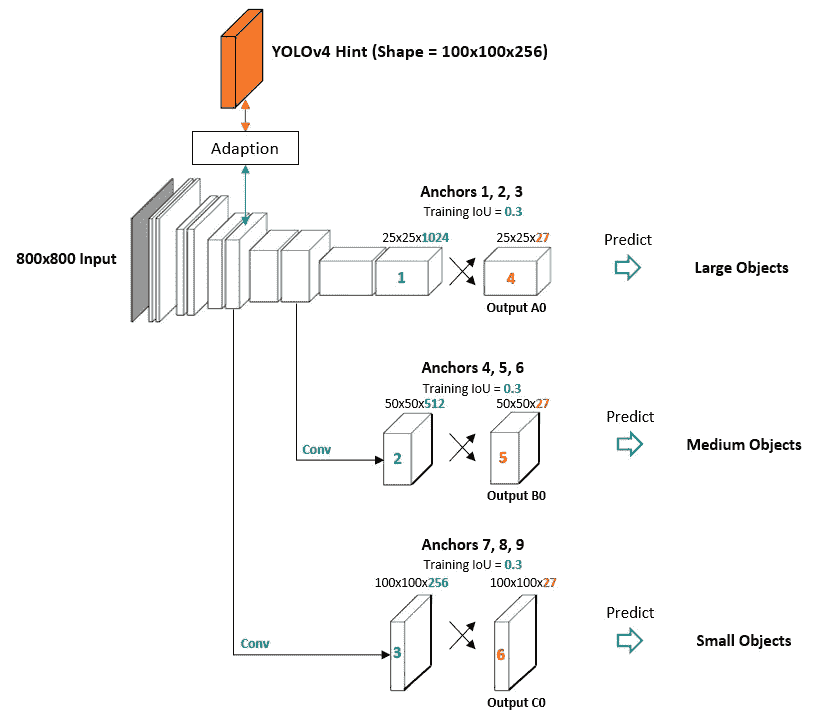 YOLOv4 Hint (Shape = 100x100x256)
Adaption
800x800 Input
Anchors 1, 2, 3
Training IoU = 0.3
25x25x1024
25x25x27
1
4
Output A0
Predict
Large Objects
Anchors 4, 5, 6
Training IoU = 0.3
50x50x512
50x50x27
Conv
2
5
Output B0
Predict
Medium Objects
Anchors 7, 8, 9
Training IoU = 0.3
100x100x256
100x100x27
Conv
3
6
Output C0
Predict
Small Objects